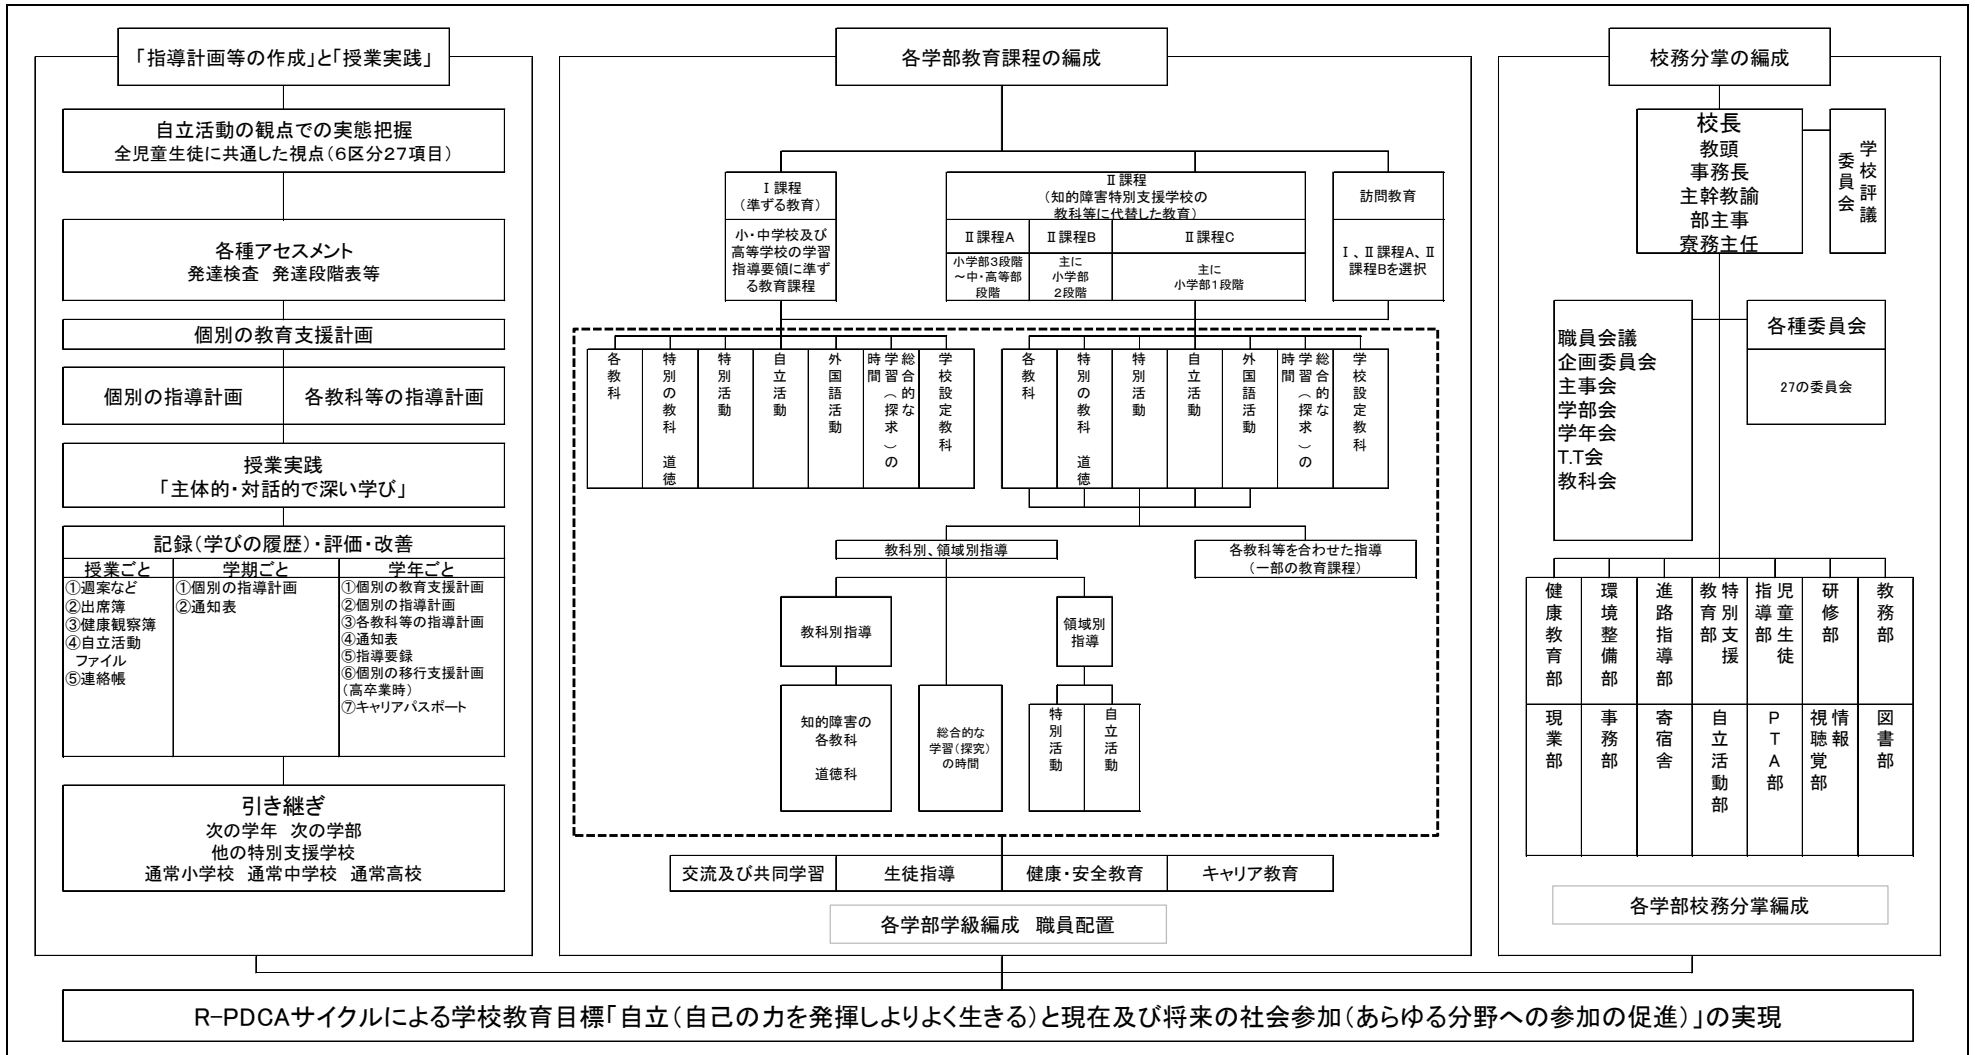 「指導計画等の作成」と「授業実践」
自立活動の観点での実態把握
全児童生徒に共通した視点(６区分27項目)
各種アセスメント
発達検査　発達段階表等
個別の教育支援計画
個別の指導計画
各教科等の指導計画
授業実践
「主体的・対話的で深い学び」
記録(学びの履歴)・評価・改善
授業ごと
①週案など
②出席簿
③健康観察簿
④自立活動
ファイル
⑤連絡帳
学期ごと
①個別の指導計画
②通知表
学年ごと
①個別の教育支援計画
②個別の指導計画
③各教科等の指導計画
④通知表
⑤指導要録
⑥個別の移行支援計画
(高卒業時)
⑦キャリアパスポート
引き継ぎ
次の学年　次の学部
他の特別支援学校
通常小学校　通常中学校　通常高校
各学部教育課程の編成
Ⅰ課程
(準ずる教育)
小・中学校及び
高等学校の学習
指導要領に準ず
る教育課程
Ⅱ課程
(知的障害特別支援学校の
教科等に代替した教育)
Ⅱ課程A
Ⅱ課程B
Ⅱ課程C
小学部3段階
～中・高等部
段階
主に
小学部
2段階
主に
小学部1段階
訪問教育
Ⅰ、Ⅱ課程A、Ⅱ
課程Bを選択
各教科
特別の教科　道徳
特別活動
自立活動
外国語活動
総合的な
学習(探求)の
時間
学校設定教科
各教科
特別の教科　道徳
特別活動
自立活動
外国語活動
総合的な
学習(探求)の
時間
学校設定教科
教科別、領域別指導
各教科等を合わせた指導
(一部の教育課程)
教科別指導
領域別
指導
知的障害の
各教科
道徳科
総合的な
学習(探究)
の時間
特別活動
自立活動
交流及び共同学習
生徒指導
健康・安全教育
キャリア教育
各学部学級編成　職員配置
校務分掌の編成
校長
教頭
事務長
主幹教諭
部主事
寮務主任
学校評議
委員会
職員会議
企画委員会
主事会
学部会
学年会
T.T会
教科会
各種委員会
27の委員会
健康教育部
環境整備部
進路指導部
特別支援
教育部
児童生徒
指導部
研修部
教務部
現業部
事務部
寄宿舎
自立活動部
PTA部
情報
視聴覚部
図書部
各学部校務分掌編成
R-PDCAサイクルによる学校教育目標「自立(自己の力を発揮しよりよく生きる)と現在及び将来の社会参加(あらゆる分野への参加の促進)」の実現